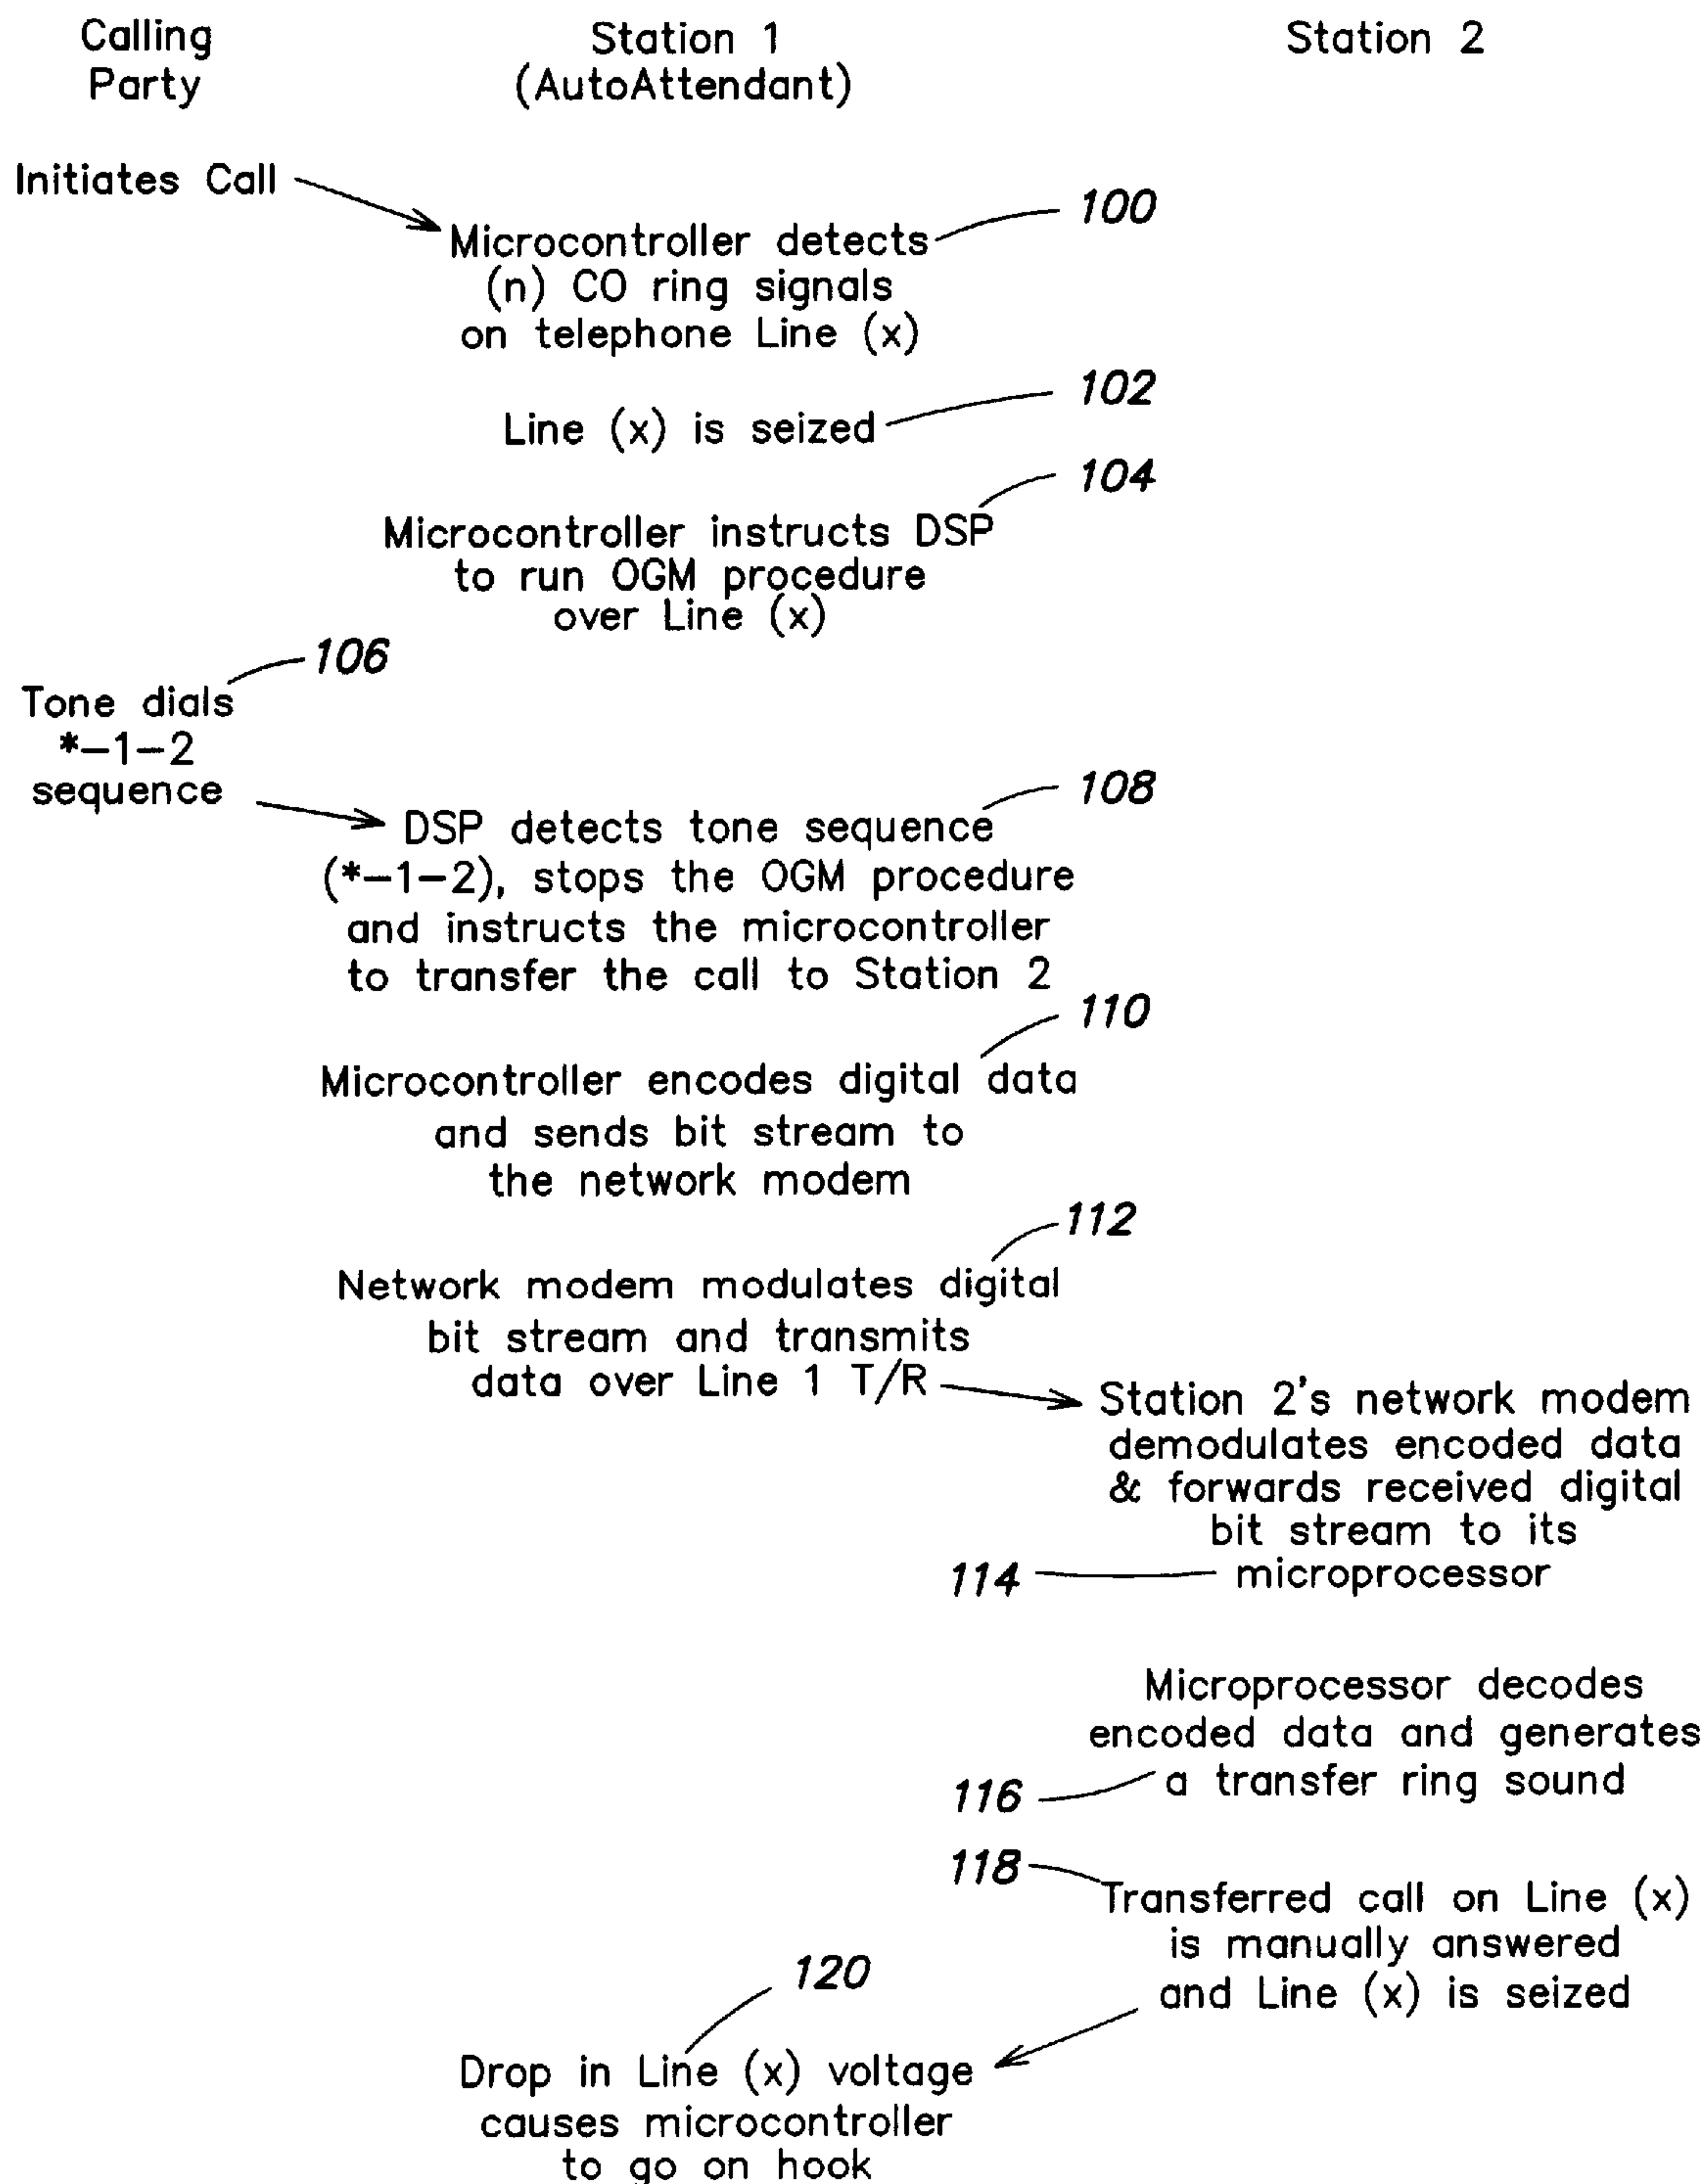 Calling
Party
Station 1
(AutoAttendant)
Station 2
Initiates Call
100
Microcontroller detects
(n) CO ring signals
on telephone Line (x)
102
Line (x) is seized
104
Microcontroller instructs DSP
to run OGM procedure
over Line (x)
106
Tone dials
*-1-2
sequence
108
DSP detects tone sequence
(*-1-2), stops the OGM procedure
and instructs the microcontroller
to transfer the call to Station 2
110
Microcontroller encodes digital data
and sends bit stream to
the network modem
112
Network modem modulates digital
bit stream and transmits
data over Line 1 T/R
Station 2's network modem
demodulates encoded data
& forwards received digital
bit stream to its
114
microprocessor
Microprocessor decodes
encoded data and generates
116
a transfer ring sound
118
Transferred call on Line (x)
is manually answered
and Line (x) is seized
120
Drop in Line (x) voltage
causes microcontroller
to go on hook